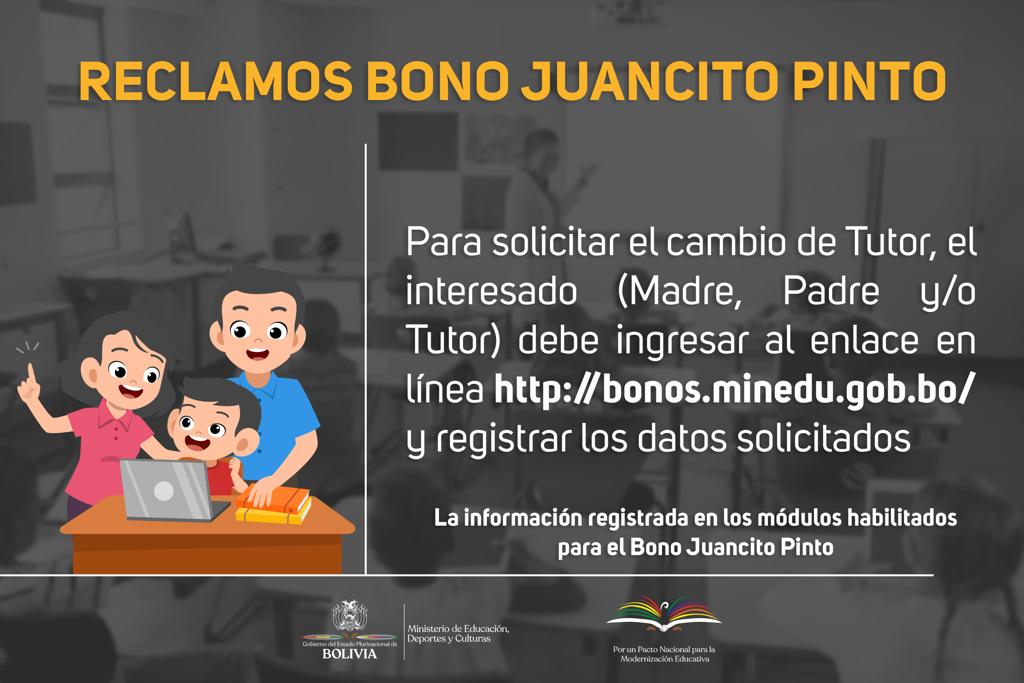 RECLAMOS BONO JUANCITO PINTO
Para solicitar el cambio de Tutor, el
interesado (Madre, Padre y/o
Tutor) debe ingresar al enlace en
línea http://bonos.minedu.gob.bo/
y registrar los datos solicitados
La información registrada en los módulos habilitados
para el Bono Juancito Pinto
Gobierno del Estado Plurinacional de
BOLIVIA
Ministerio de Educación,
Deportes y Culturas
Por un Pacto Nacional para la
Modernización Educativa